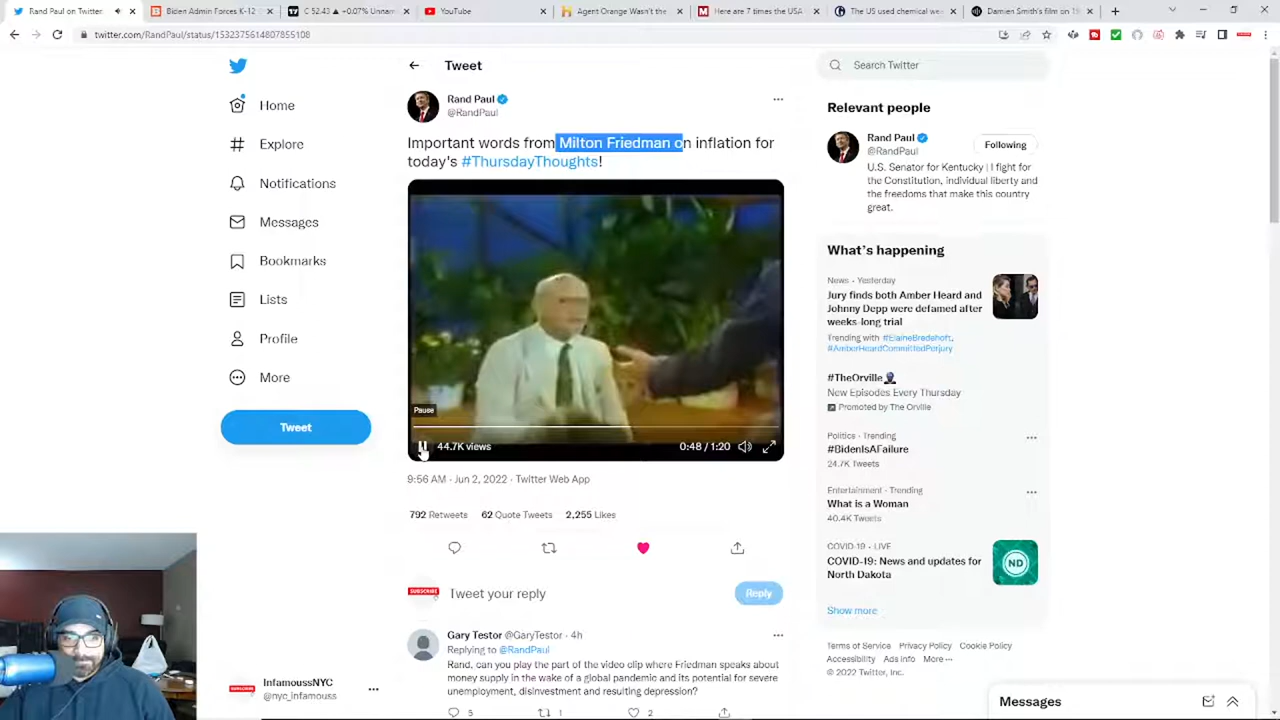 Rand Paul on Twitter
Biden Admin Forces K-12
C 52.43 ▲ +0.07% Unnam
YouTube
Agent Orange Wasn't the
Here are 7 times the USA
The US used chemical we
Damien Smith's film on 19
twitter.com/RandPaul/status/1532375614807855108
Home
Explore
Notifications
Messages
Bookmarks
Lists
Profile
More
Tweet
InfamoussNYC
@nyc_infamouss
Tweet
Rand Paul
@RandPaul
Important words from Milton Friedman on inflation for
today's #ThursdayThoughts!
Pause
44.7K views
0:48 / 1:20
9:56 AM · Jun 2, 2022 · Twitter Web App
792 Retweets 62 Quote Tweets 2,255 Likes
SUBSCRIBE
Tweet your reply
Reply
Gary Testor @GaryTestor · 4h
Replying to @RandPaul
Rand, can you play the part of the video clip where Friedman speaks about
money supply in the wake of a global pandemic and its potential for severe
unemployment, disinvestment and resulting depression?
5 1 2
Search Twitter
Relevant people
Rand Paul
@RandPaul
Following
U.S. Senator for Kentucky | I fight for
the Constitution, individual liberty and
the freedoms that make this country
great.
What's happening
News · Yesterday
Jury finds both Amber Heard and
Johnny Depp were defamed after
weeks-long trial
Trending with #ElaineBredehoft,
#AmberHeardCommittedPerjury
#TheOrville
New Episodes Every Thursday
Promoted by The Orville
Politics · Trending
#BidenIsAFailure
24.7K Tweets
Entertainment · Trending
What is a Woman
40.4K Tweets
COVID-19 · LIVE
COVID-19: News and updates for
North Dakota
ND
Show more
Terms of Service Privacy Policy Cookie Policy
Accessibility Ads info More ···
© 2022 Twitter, Inc.
Messages